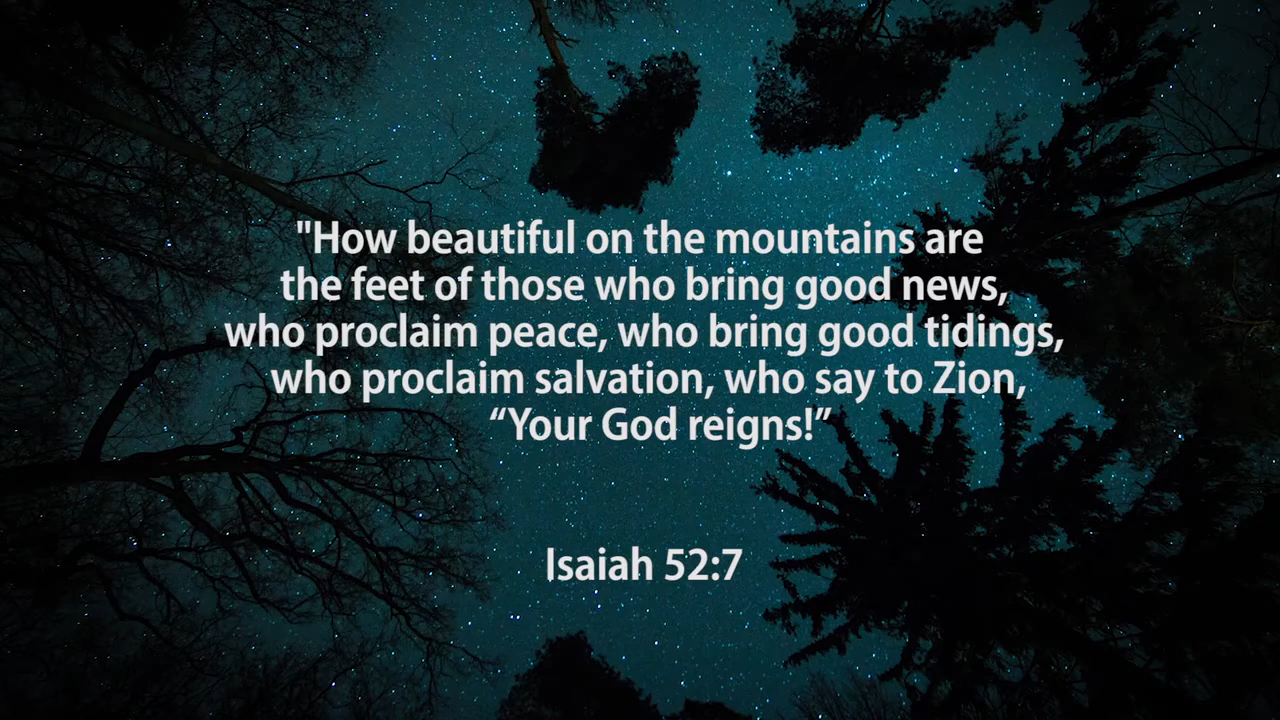 "How beautiful on the mountains are
the feet of those who bring good news,
who proclaim peace, who bring good tidings,
who proclaim salvation, who say to Zion,
“Your God reigns!”
Isaiah 52:7